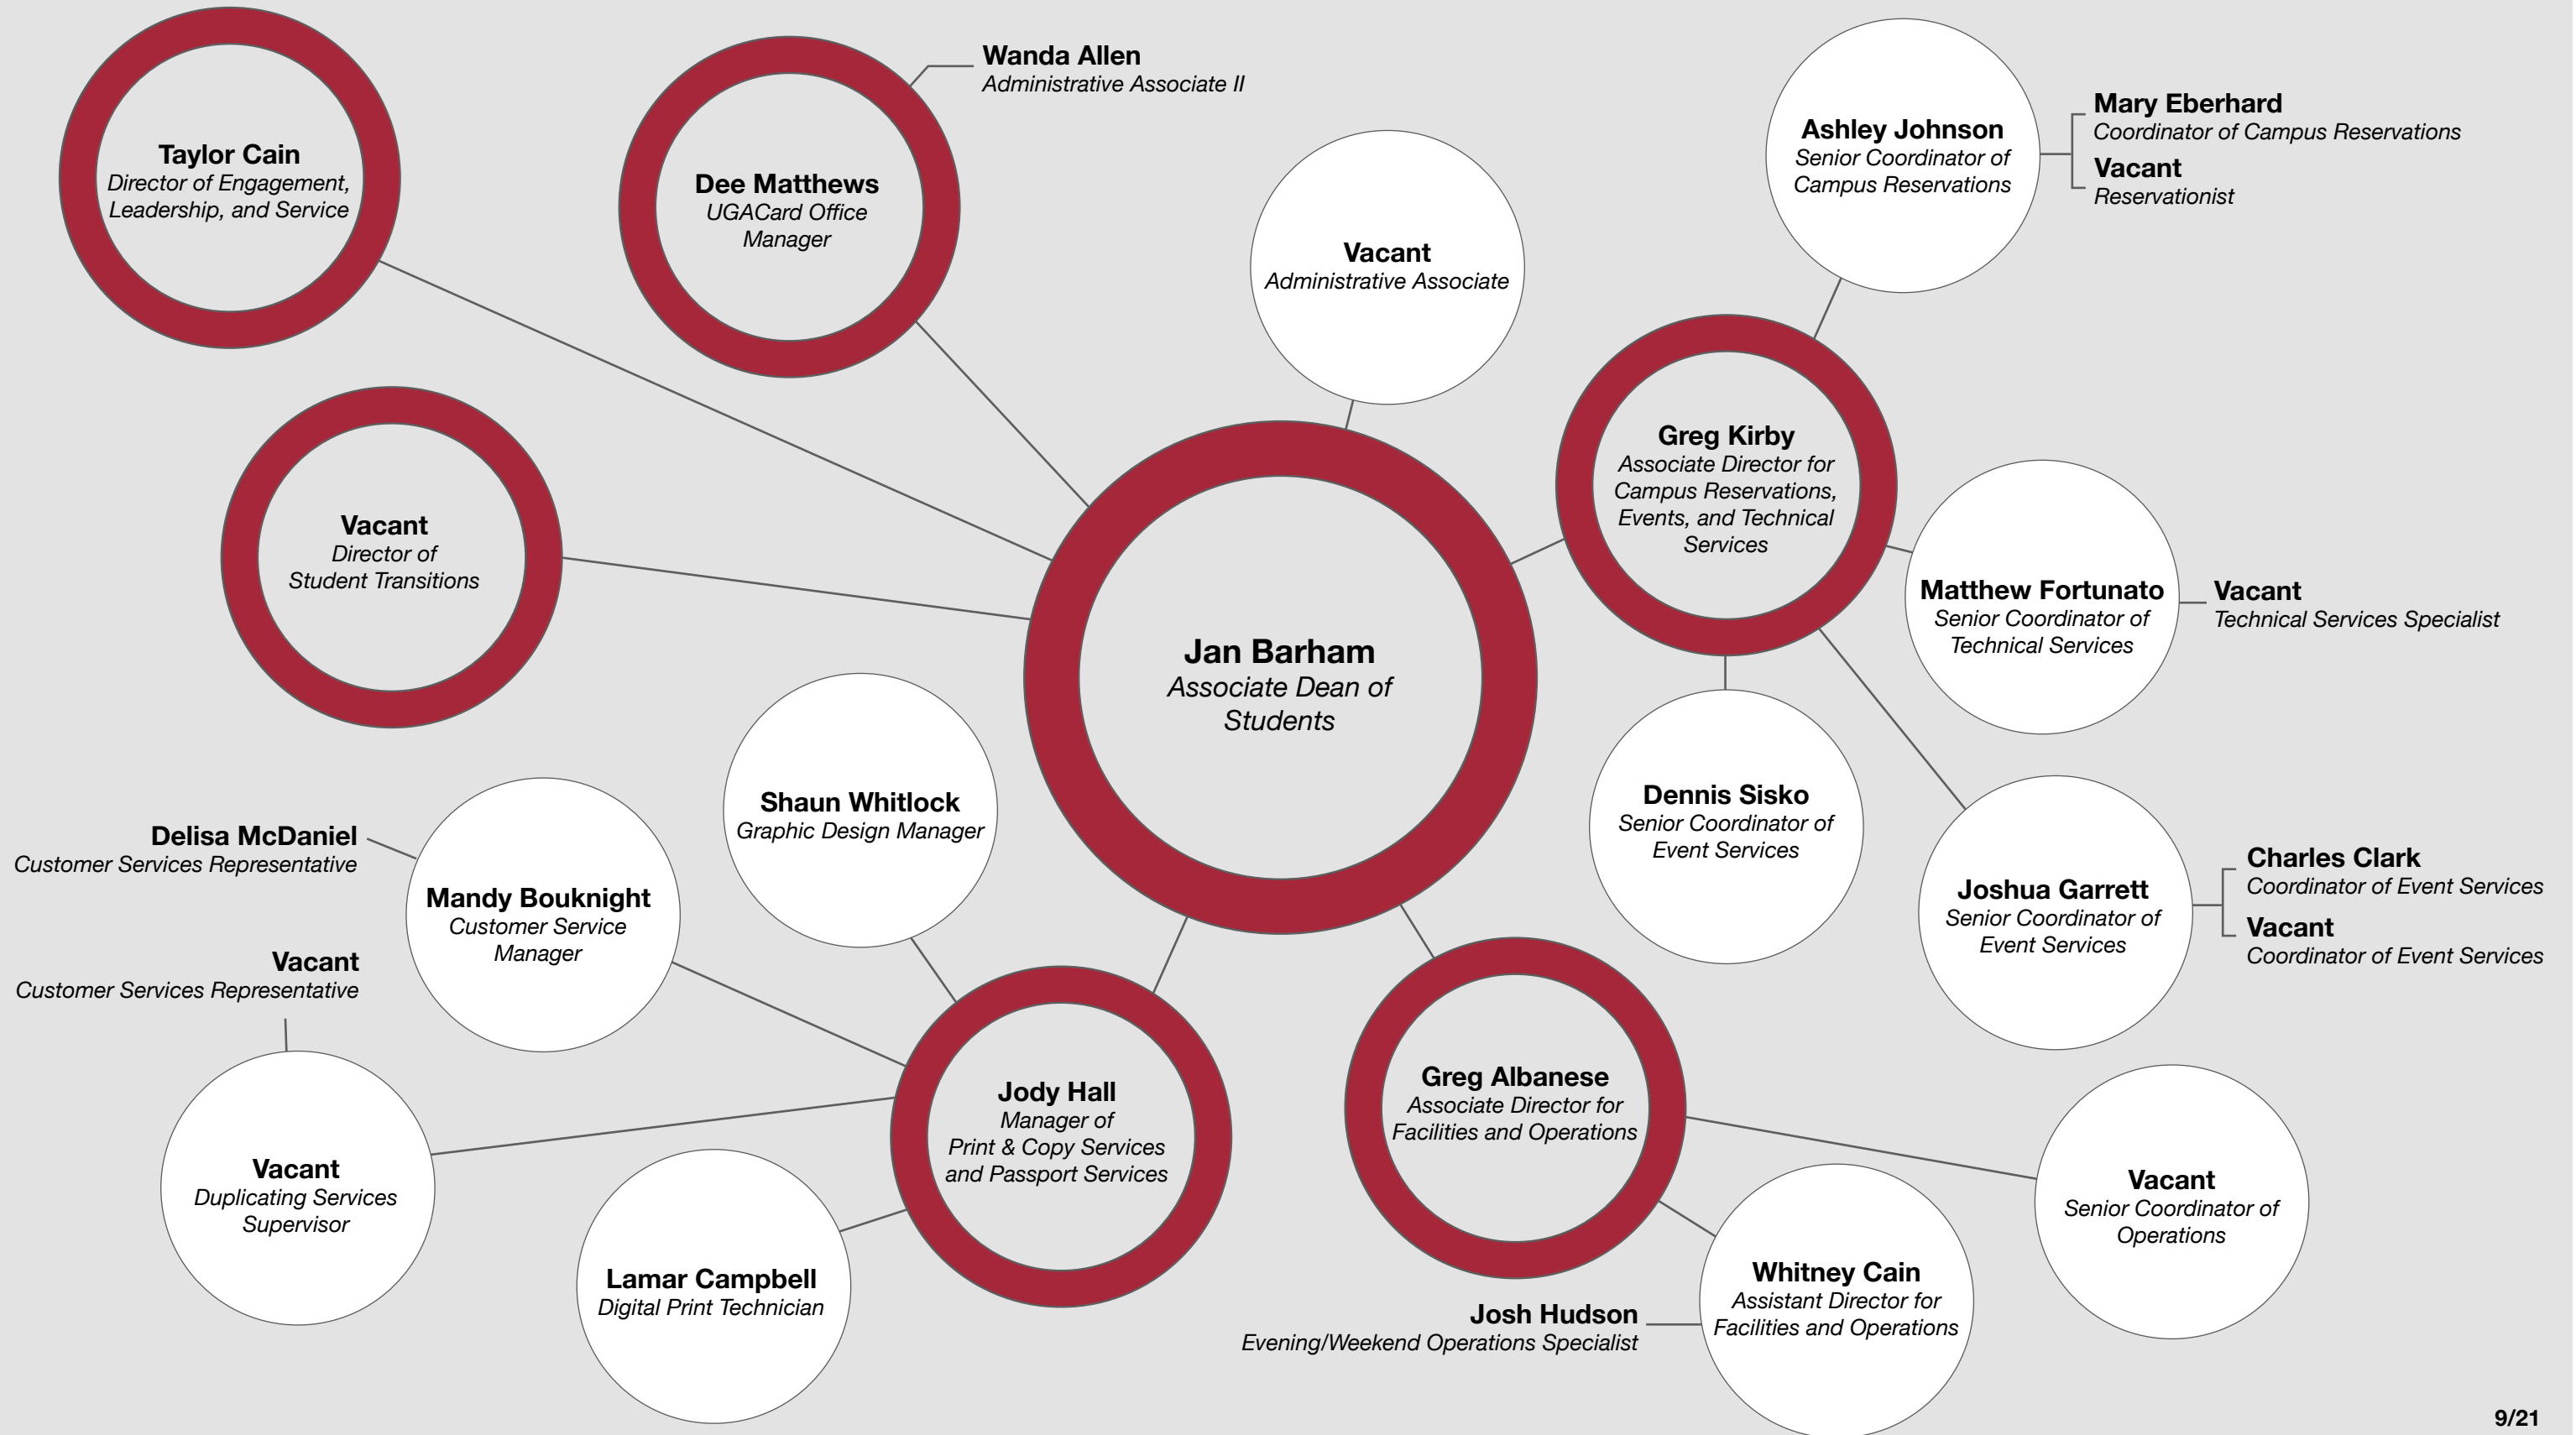 Taylor Cain
Director of Engagement,
Leadership, and Service
Dee Matthews
UGACard Office
Manager
Wanda Allen
Administrative Associate II
Vacant
Administrative Associate
Ashley Johnson
Senior Coordinator of
Campus Reservations
Mary Eberhard
Coordinator of Campus Reservations
Vacant
Reservationist
Vacant
Director of
Student Transitions
Jan Barham
Associate Dean of
Students
Greg Kirby
Associate Director for
Campus Reservations,
Events, and Technical
Services
Matthew Fortunato
Senior Coordinator of
Technical Services
Vacant
Technical Services Specialist
Dennis Sisko
Senior Coordinator of
Event Services
Joshua Garrett
Senior Coordinator of
Event Services
Charles Clark
Coordinator of Event Services
Vacant
Coordinator of Event Services
Shaun Whitlock
Graphic Design Manager
Delisa McDaniel
Customer Services Representative
Mandy Bouknight
Customer Service
Manager
Vacant
Customer Services Representative
Vacant
Duplicating Services
Supervisor
Jody Hall
Manager of
Print & Copy Services
and Passport Services
Lamar Campbell
Digital Print Technician
Greg Albanese
Associate Director for
Facilities and Operations
Vacant
Senior Coordinator of
Operations
Whitney Cain
Assistant Director for
Facilities and Operations
Josh Hudson
Evening/Weekend Operations Specialist
9/21